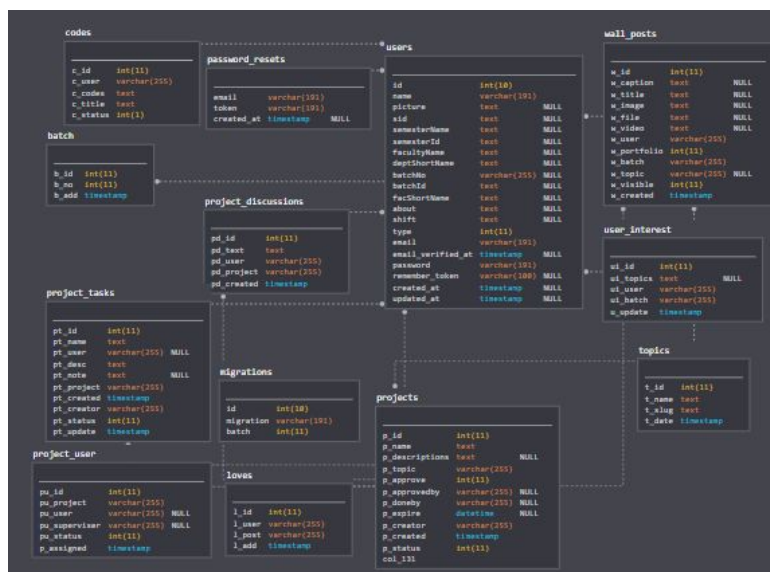 codes
c_id int(11)
c_user varchar(255)
c_codes text
c_title text
c_status int(1)
password_resets
email varchar(191)
token varchar(191)
created_at timestamp NULL
users
id int(10)
name varchar(191)
picture text NULL
sid text NULL
semesterName text NULL
semesterId text NULL
facultyName text NULL
deptShortName text NULL
batchNo varchar(255) NULL
batchId text NULL
facShortName text NULL
about text NULL
shift text NULL
type int(11)
email varchar(191)
email_verified_at timestamp NULL
password varchar(191)
remember_token varchar(100) NULL
created_at timestamp NULL
updated_at timestamp NULL
wall_posts
w_id int(11)
w_caption text NULL
w_title text NULL
w_image text NULL
w_file text NULL
w_video text NULL
w_user varchar(255)
w_portfolio int(11)
w_batch varchar(255)
w_topic varchar(255) NULL
w_visible int(11)
w_created timestamp
batch
b_id int(11)
b_no int(11)
b_add timestamp
project_discussions
pd_id int(11)
pd_text text
pd_user varchar(255)
pd_project varchar(255)
pd_created timestamp
user_interest
ui_id int(11)
ui_topics text NULL
ui_user varchar(255)
ui_batch varchar(255)
u_update timestamp
project_tasks
pt_id int(11)
pt_name text
pt_user varchar(255) NULL
pt_desc text
pt_note text NULL
pt_project varchar(255)
pt_created timestamp
pt_creator varchar(255)
pt_status int(11)
pt_update timestamp
migrations
id int(10)
migration varchar(191)
batch int(11)
topics
t_id int(11)
t_name text
t_slug text
t_date timestamp
projects
p_id int(11)
p_name text
p_descriptions text NULL
p_topic varchar(255)
p_approve int(11)
p_approvedby varchar(255) NULL
p_doneby varchar(255) NULL
p_expire datetime NULL
p_creator varchar(255)
p_created timestamp
p_status int(11)
col_131
project_user
pu_id int(11)
pu_project varchar(255)
pu_user varchar(255) NULL
pu_superviser varchar(255) NULL
pu_status int(11)
p_assigned timestamp
loves
l_id int(11)
l_user varchar(255)
l_post varchar(255)
l_add timestamp